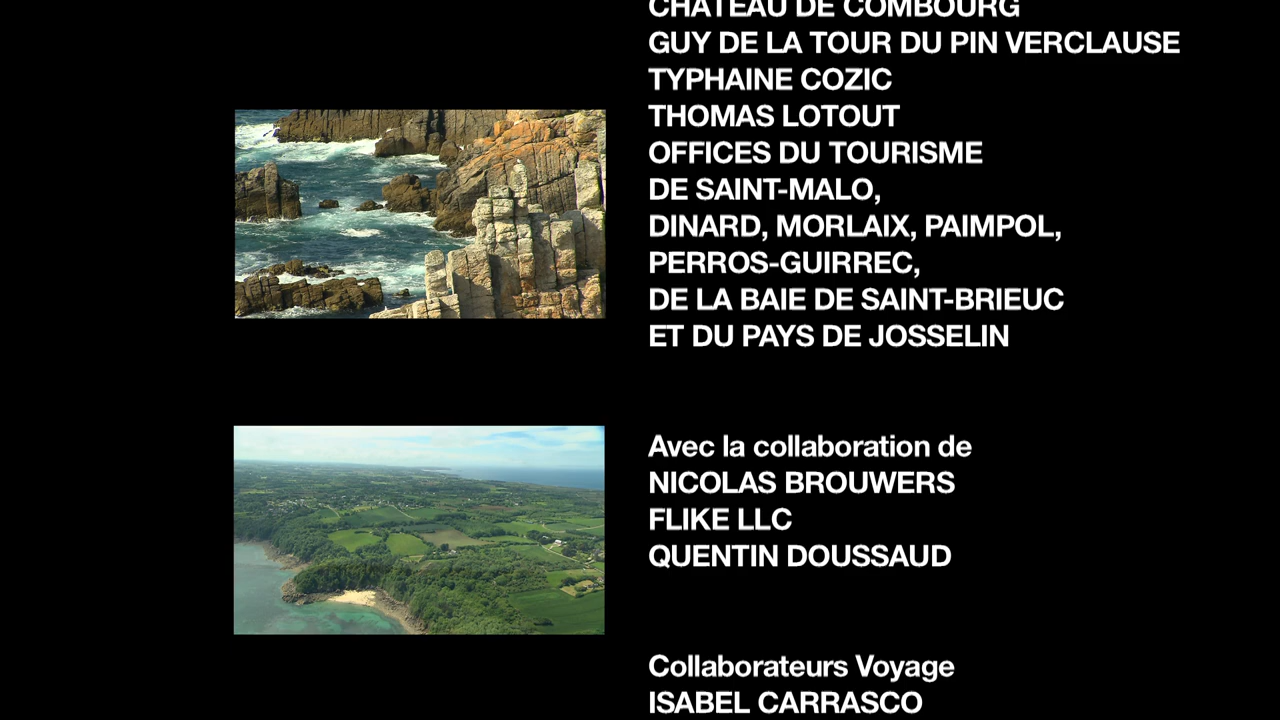 CHATEAU DE COMBOURG
GUY DE LA TOUR DU PIN VERCLAUSE
TYPHAINE COZIC
THOMAS LOTOUT
OFFICES DU TOURISME
DE SAINT-MALO,
DINARD, MORLAIX, PAIMPOL,
PERROS-GUIRREC,
DE LA BAIE DE SAINT-BRIEUC
ET DU PAYS DE JOSSELIN
Avec la collaboration de
NICOLAS BROUWERS
FLIKE LLC
QUENTIN DOUSSAUD
Collaborateurs Voyage
ISABEL CARRASCO